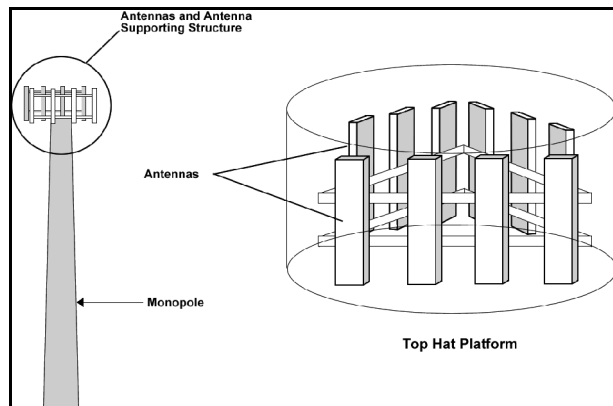 Antennas and Antenna
Supporting Structure
Antennas
Monopole
Top Hat Platform